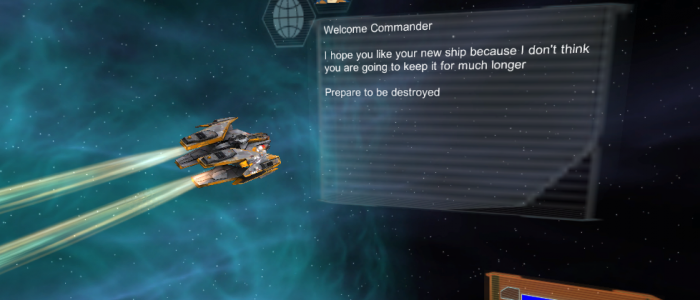 Welcome Commander
I hope you like your new ship because I don't think
you are going to keep it for much longer
Prepare to be destroyed